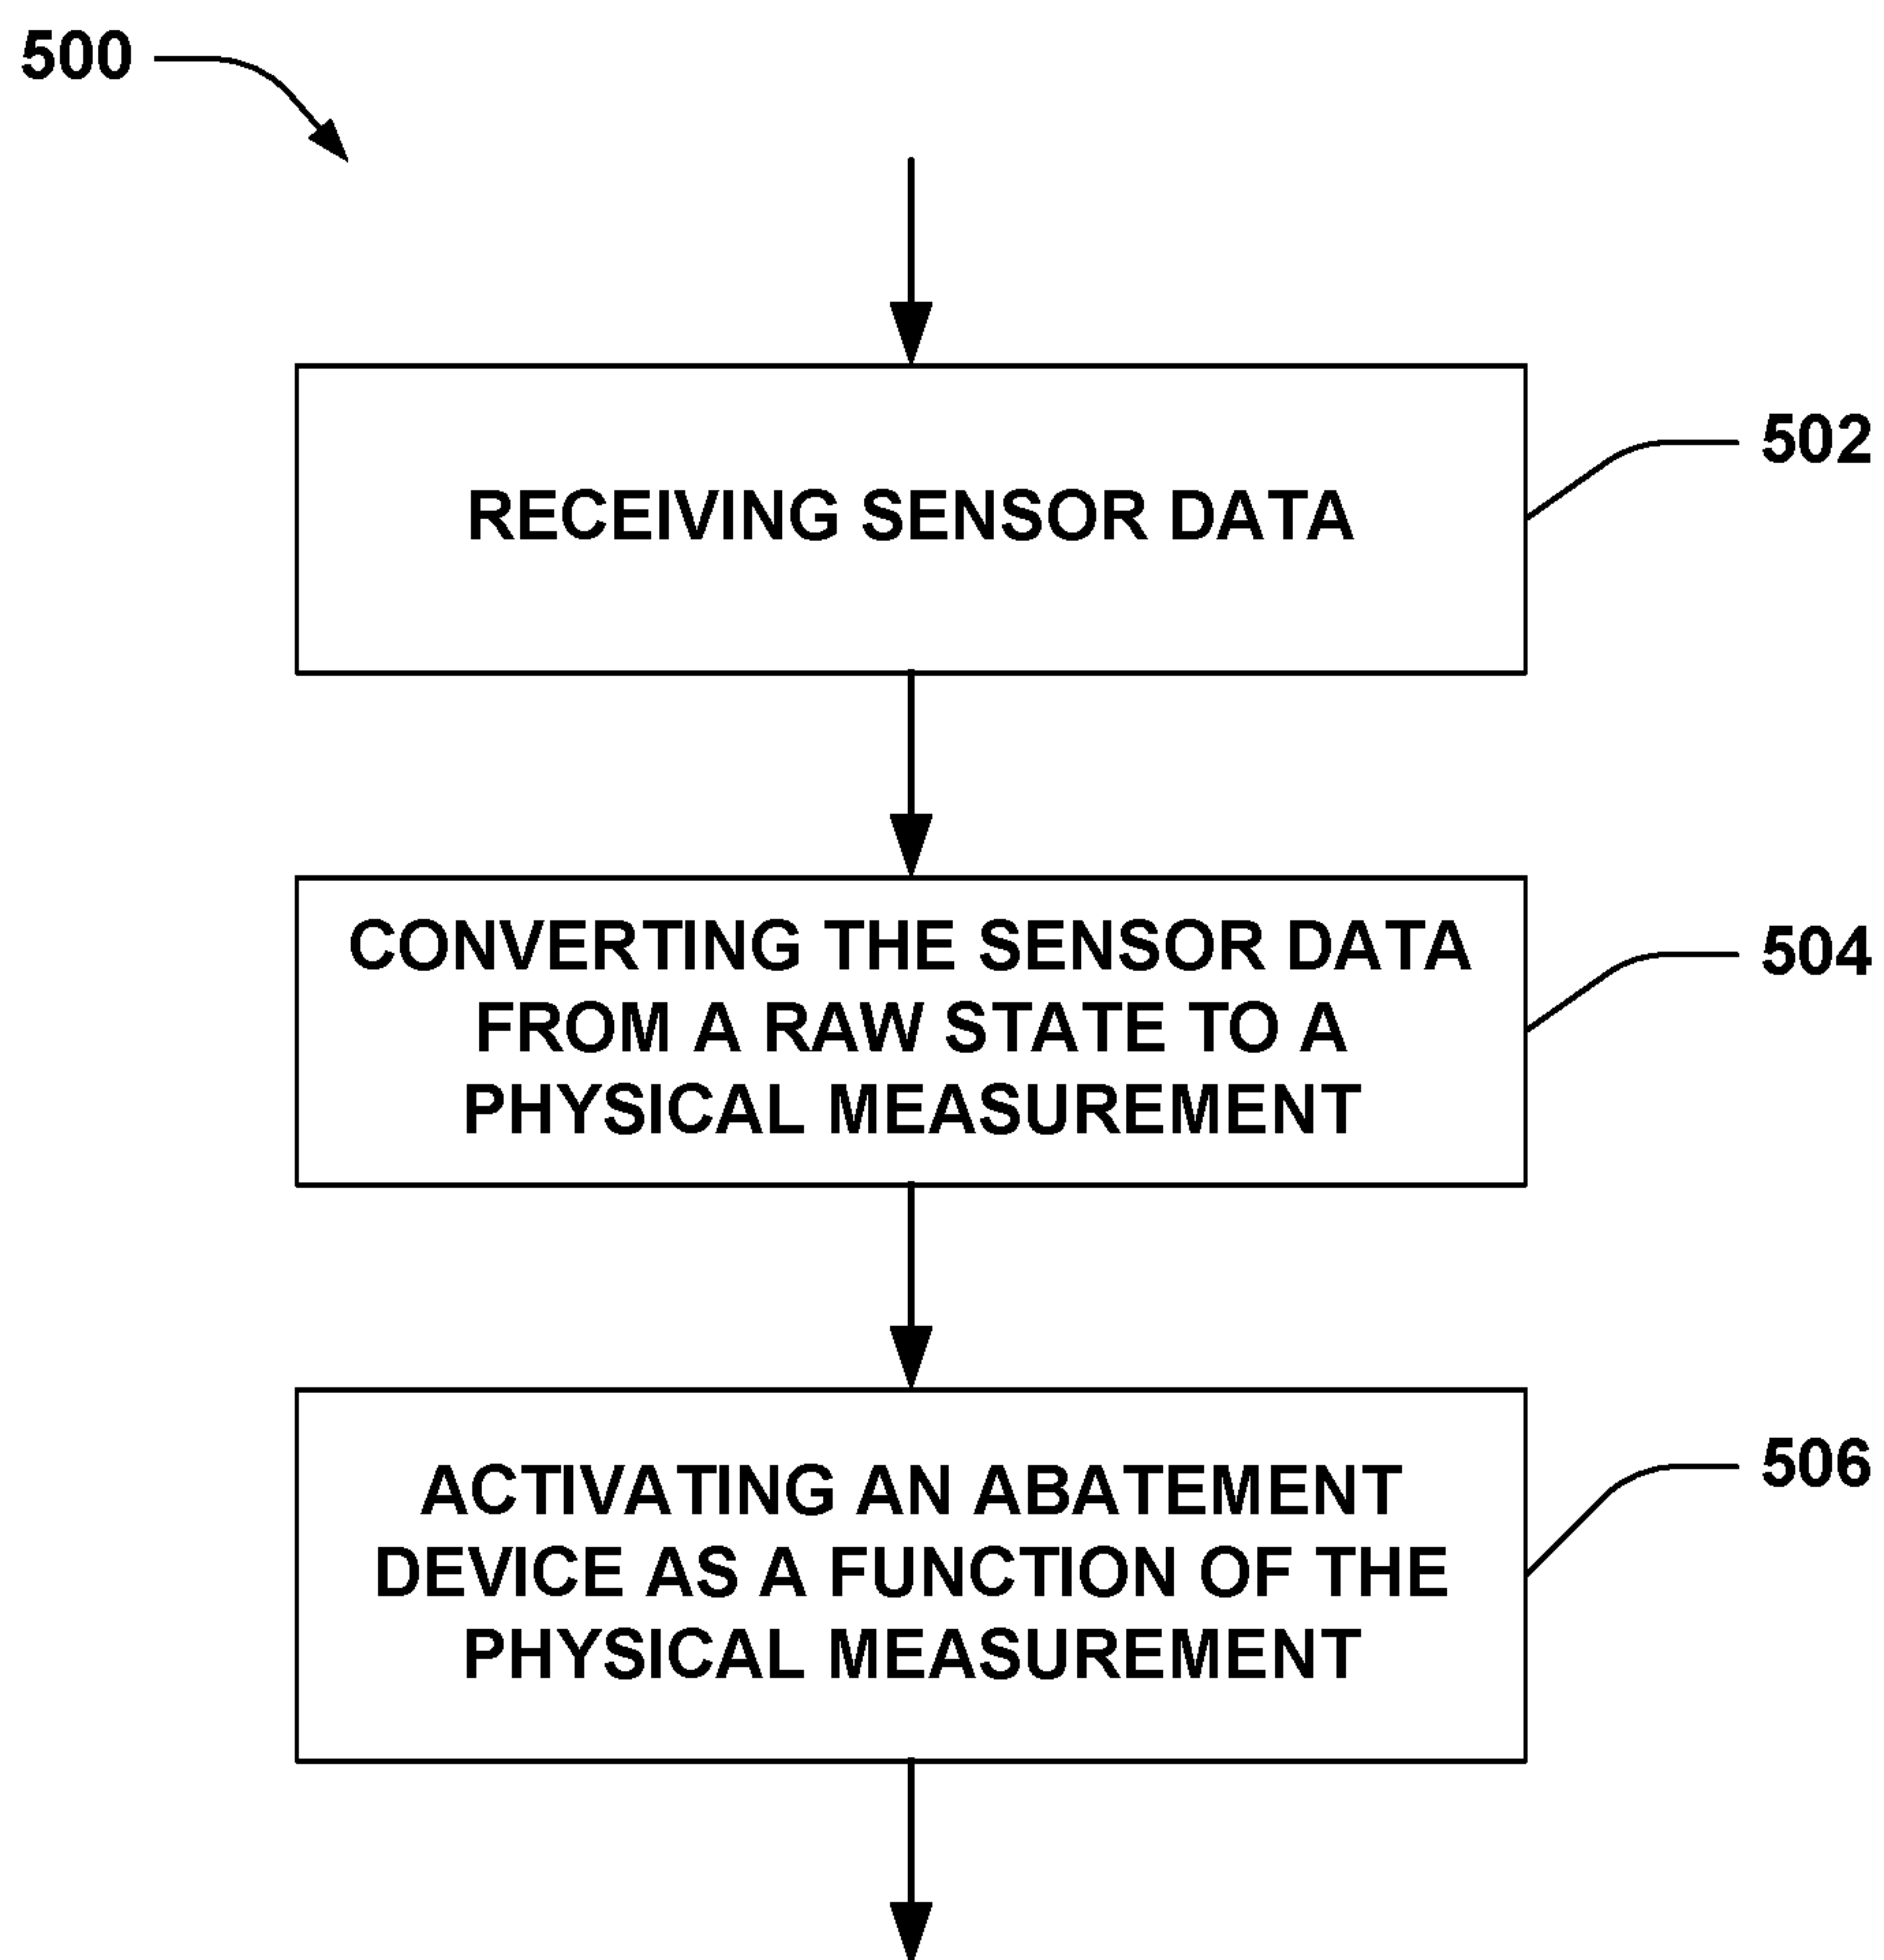 500
502
RECEIVING SENSOR DATA
504
CONVERTING THE SENSOR DATA
FROM A RAW STATE TO A
PHYSICAL MEASUREMENT
506
ACTIVATING AN ABATEMENT
DEVICE AS A FUNCTION OF THE
PHYSICAL MEASUREMENT